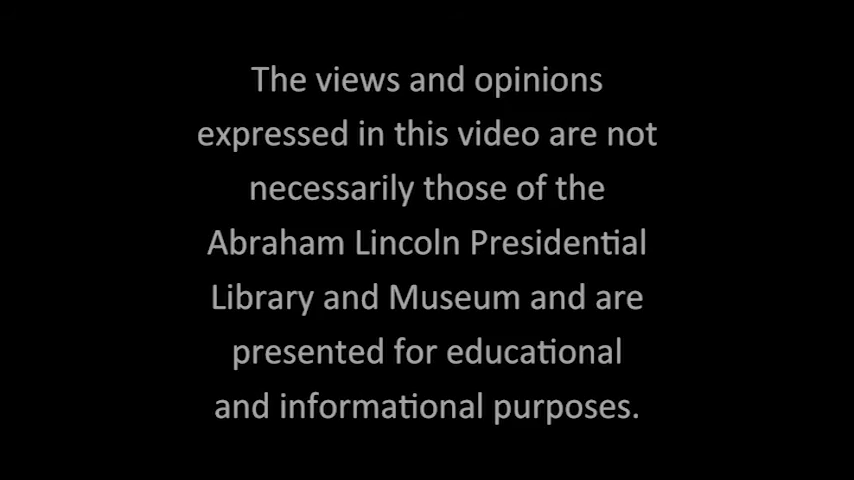 The views and opinions
expressed in this video are not
necessarily those of the
Abraham Lincoln Presidential
Library and Museum and are
presented for educational
and informational purposes.